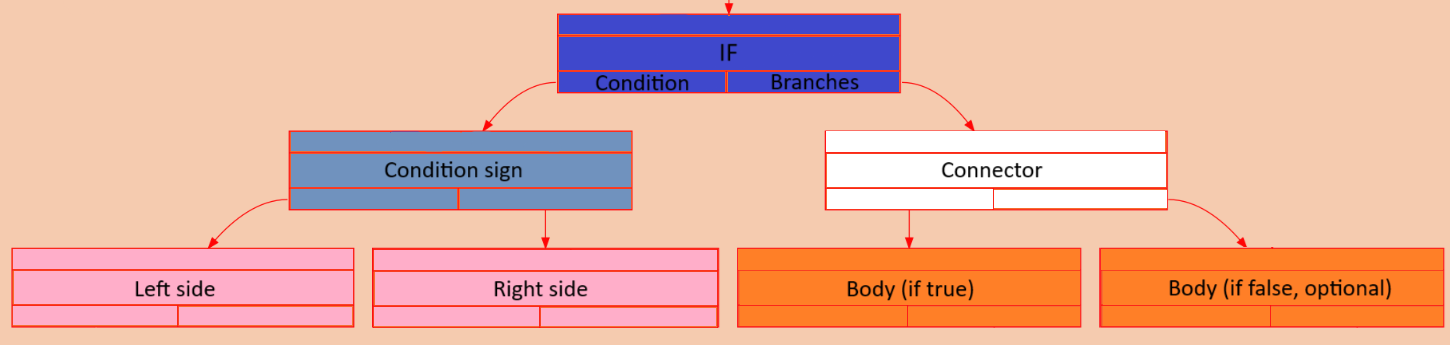 IF
Condition Branches
Condition sign
Connector
Left side
Right side
Body (if true)
Body (if false, optional)